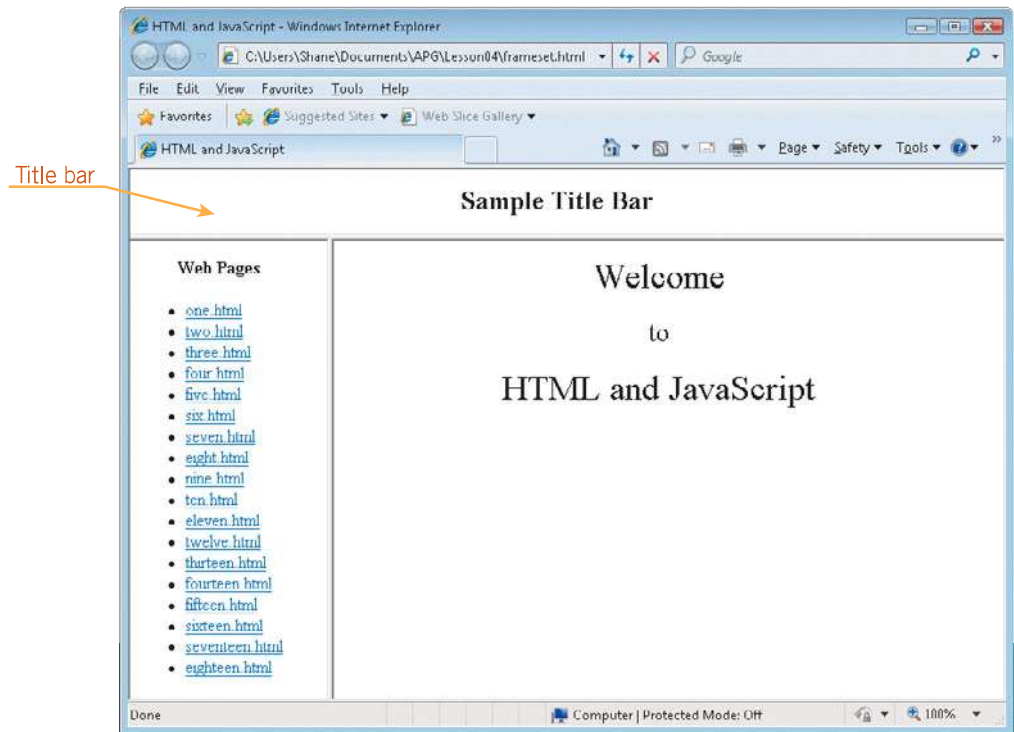 HTML and JavaScript - Windows Internet Explorer
C:\Users\Shane\Documents\APG\Lesson04\frameset.html
Google
File Edit View Favorites Tools Help
Favorites Suggested Sites Web Slice Gallery
HTML and JavaScript
Page Safety Tools »
Title bar
Sample Title Bar
Web Pages
one.html
two.html
three.html
four.html
five.html
six.html
seven.html
eight.html
nine.html
ten.html
eleven.html
twelve.html
thirteen.html
fourteen.html
fifteen.html
sixteen.html
seventeen.html
eighteen.html
Welcome
to
HTML and JavaScript
Done
Computer | Protected Mode: Off
100%